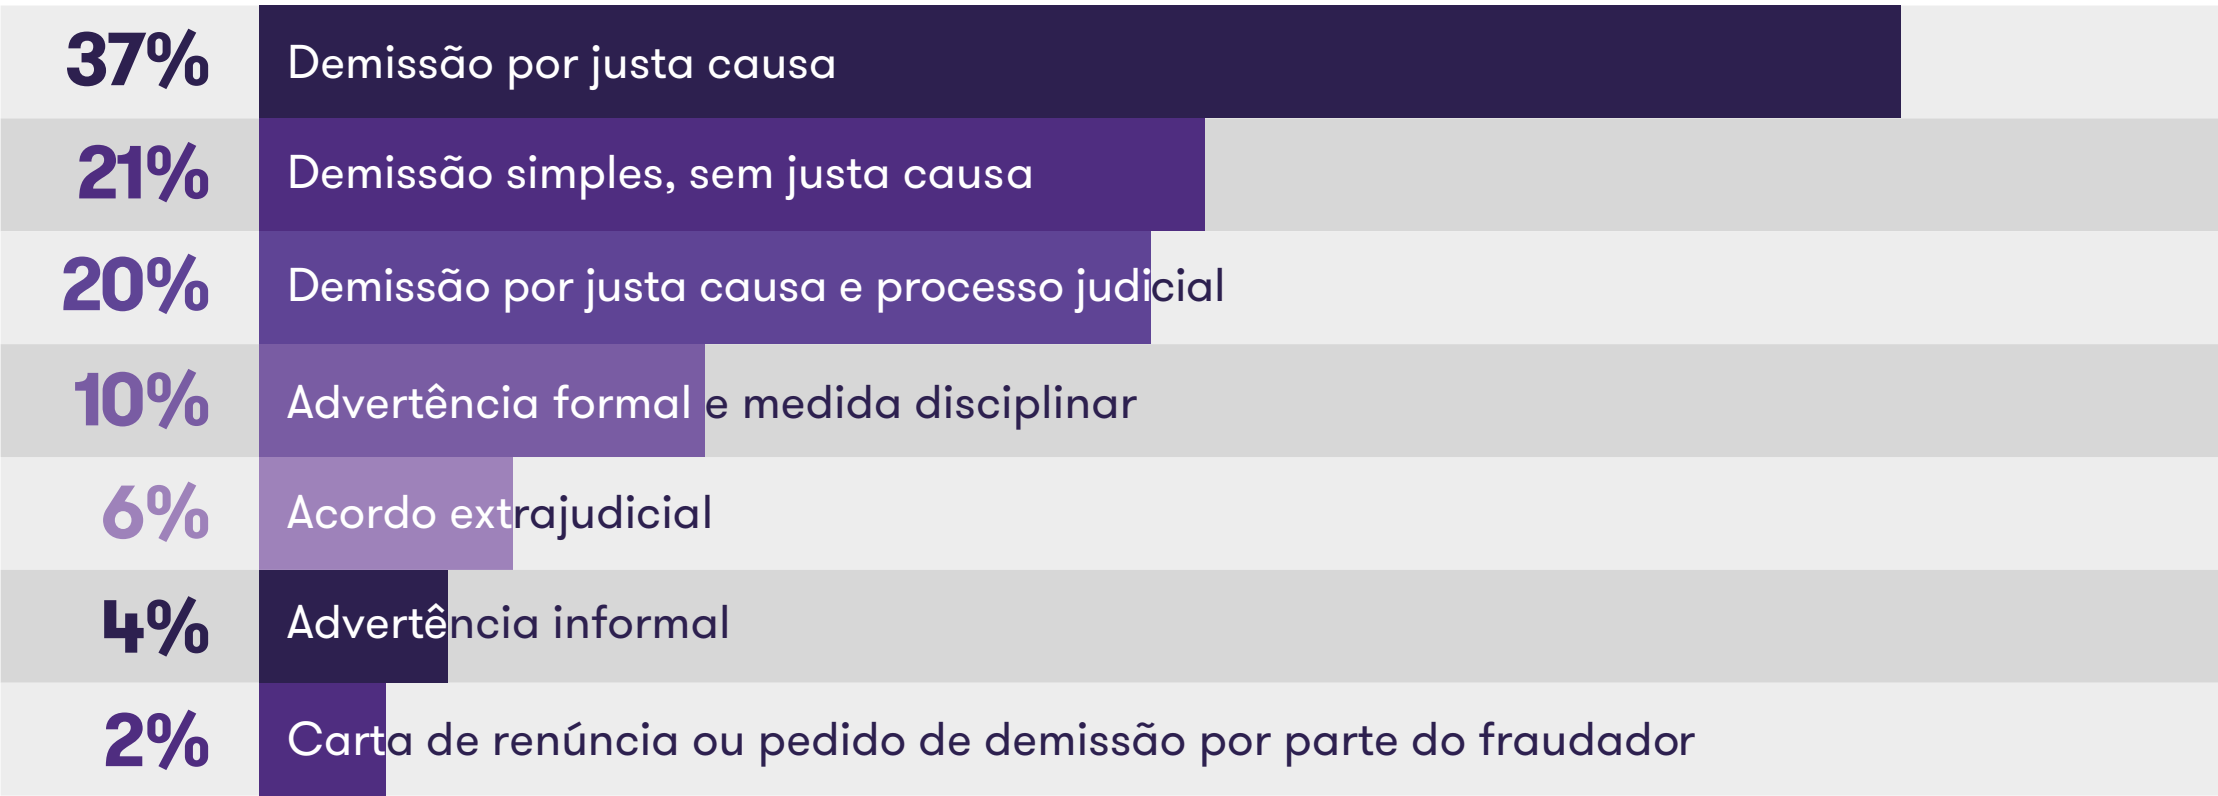 37% Demissão por justa causa
21% Demissão simples, sem justa causa
20% Demissão por justa causa e processo judicial
10% Advertência formal e medida disciplinar
6% Acordo extrajudicial
4% Advertência informal
2% Carta de renúncia ou pedido de demissão por parte do fraudador